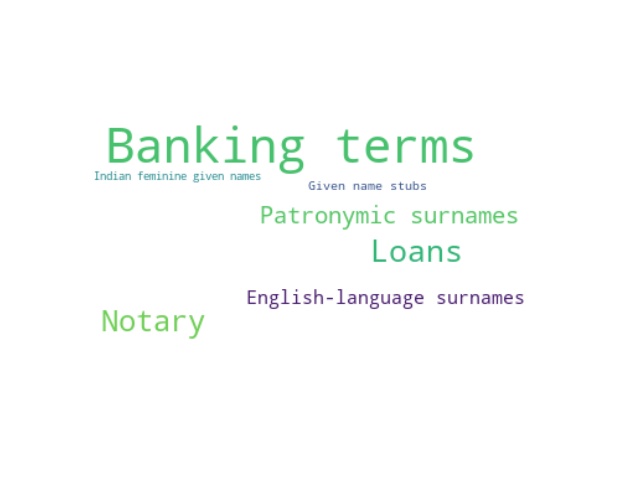 Banking terms
Indian feminine given names
Given name stubs
Patronymic surnames
Loans
English-language surnames
Notary